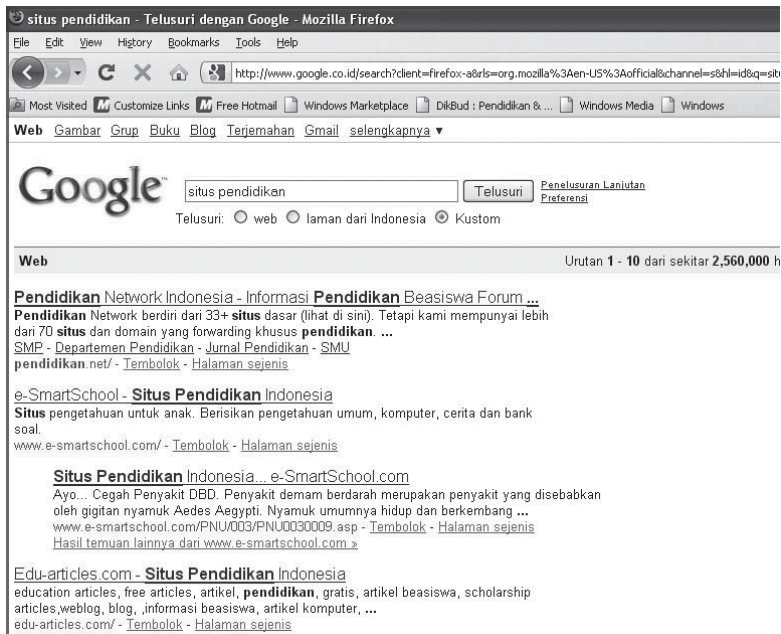 situs pendidikan - Telusuri dengan Google - Mozilla Firefox
File Edit View History Bookmarks Tools Help
http://www.google.co.id/search?client=firefox-a&rls=org.mozilla%3Aen-US%3Aofficial&channel=s&hl=id&q=sit
Most Visited Customize Links Free Hotmail Windows Marketplace DikBud : Pendidikan & ... Windows Media Windows
Web Gambar Grup Buku Blog Terjemahan Gmail selengkapnya ▼
Google™ situs pendidikan Telusuri Penelusuran Lanjutan
Preferensi
Telusuri: web laman dari Indonesia Kustom
Web Urutan 1 - 10 dari sekitar 2,560,000 h
Pendidikan Network Indonesia - Informasi Pendidikan Beasiswa Forum ...
Pendidikan Network berdiri dari 33+ situs dasar (lihat di sini). Tetapi kami mempunyai lebih
dari 70 situs dan domain yang forwarding khusus pendidikan. ...
SMP - Departemen Pendidikan - Jurnal Pendidikan - SMU
pendidikan.net/ - Tembolok - Halaman sejenis
e-SmartSchool - Situs Pendidikan Indonesia
Situs pengetahuan untuk anak. Berisikan pengetahuan umum, komputer, cerita dan bank
soal.
www.e-smartschool.com/ - Tembolok - Halaman sejenis
Situs Pendidikan Indonesia... e-SmartSchool.com
Ayo... Cegah Penyakit DBD. Penyakit demam berdarah merupakan penyakit yang disebabkan
oleh gigitan nyamuk Aedes Aegypti. Nyamuk umumnya hidup dan berkembang ...
www.e-smartschool.com/PNU/003/PNU0030009.asp - Tembolok - Halaman sejenis
Hasil temuan lainnya dari www.e-smartschool.com »
Edu-articles.com - Situs Pendidikan Indonesia
education articles, free articles, artikel, pendidikan, gratis, artikel beasiswa, scholarship
articles,weblog, blog, ,informasi beasiswa, artikel komputer, ...
edu-articles.com/ - Tembolok - Halaman sejenis